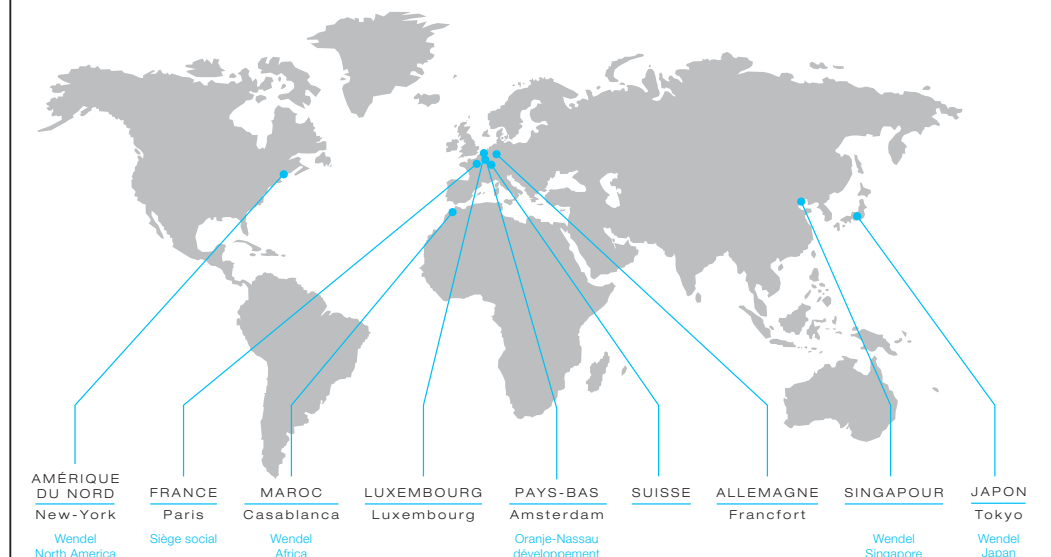 AMÉRIQUE
DU NORD
New-York
Wendel
North America
FRANCE
Paris
Siège social
MAROC
Casablanca
Wendel
Africa
LUXEMBOURG
Luxembourg
PAYS-BAS
Amsterdam
Oranje-Nassau
développement
SUISSE
ALLEMAGNE
Francfort
SINGAPOUR
Wendel
Singapore
JAPON
Tokyo
Wendel
Japan